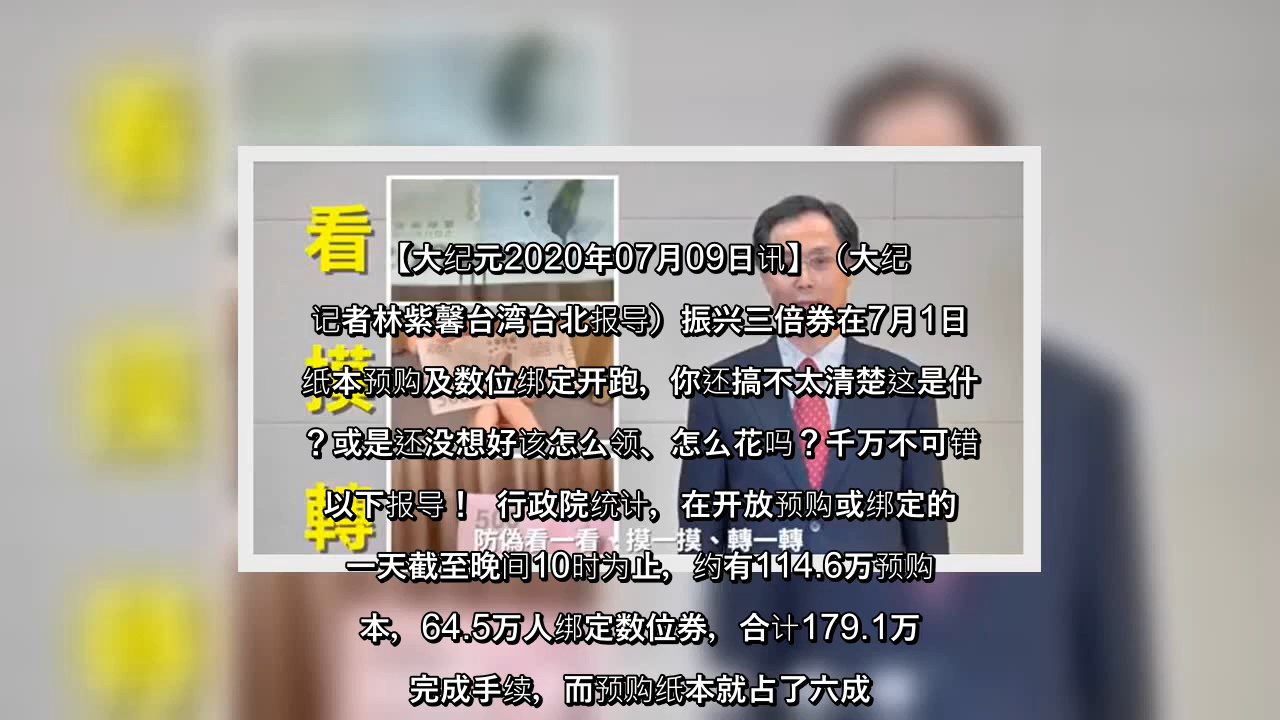 【大纪元2020年07月09日讯】（大纪
记者林紫馨台湾台北报导）振兴三倍券在7月1日
纸本预购及数位绑定开跑，你还搞不太清楚这是什
？或是还没想好该怎么领、怎么花吗？千万不可错
以下报导！ 行政院统计，在开放预购或绑定的
一天截至晚间10时为止，约有114.6万预购
本，64.5万人绑定数位券，合计179.1万
完成手续，而预购纸本就占了六成
看
摸
轉
防偽看一看、摸一摸、轉一轉